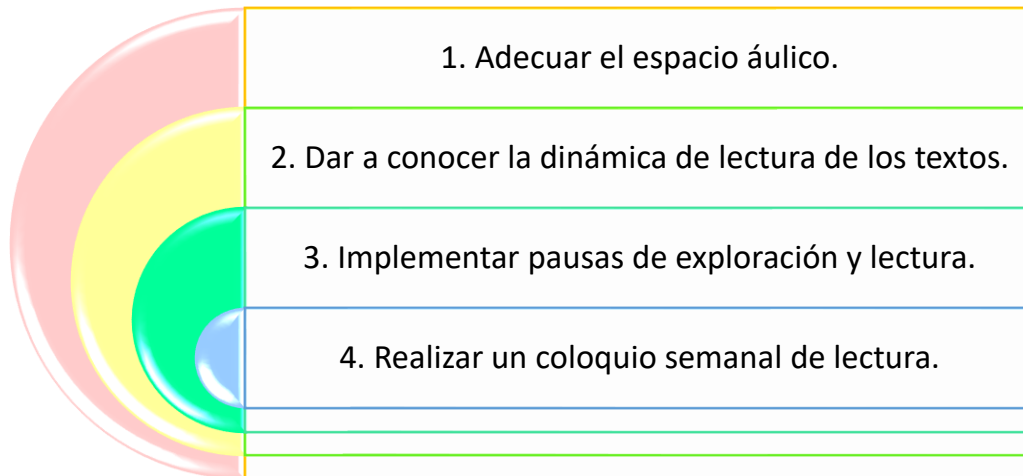 1. Adecuar el espacio áulico.
2. Dar a conocer la dinámica de lectura de los textos.
3. Implementar pausas de exploración y lectura.
4. Realizar un coloquio semanal de lectura.